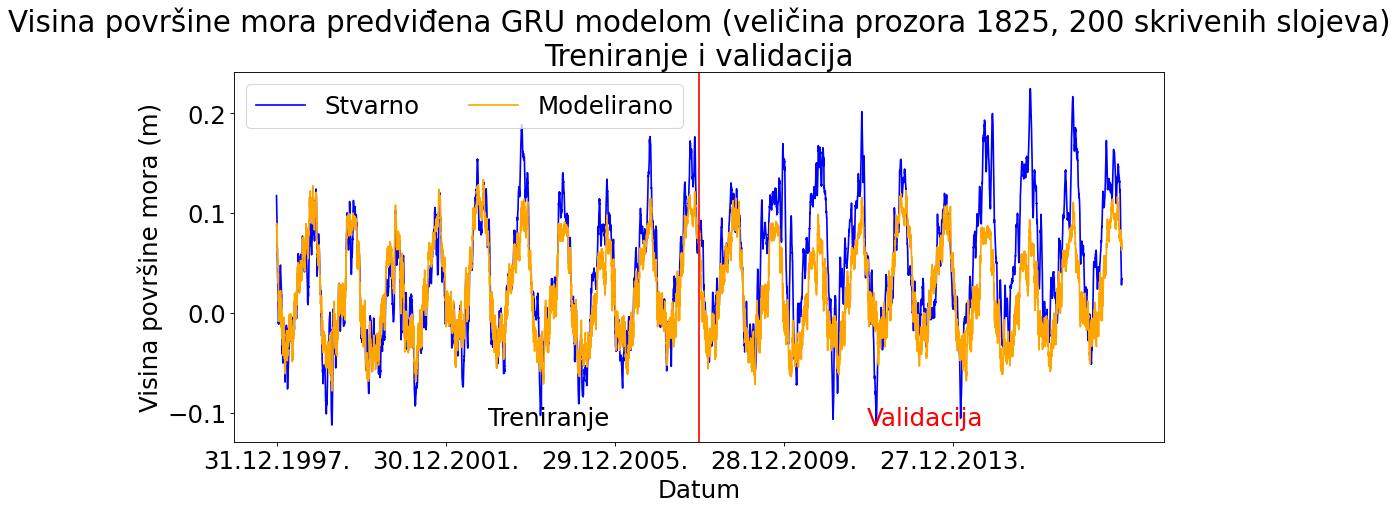 Visina površine mora predviđena GRU modelom (veličina prozora 1825, 200 skrivenih slojeva)
Treniranje i validacija
Stvarno Modelirano
Visina površine mora (m)
0.2
0.1
0.0
−0.1
Treniranje Validacija
31.12.1997. 30.12.2001. 29.12.2005. 28.12.2009. 27.12.2013.
Datum